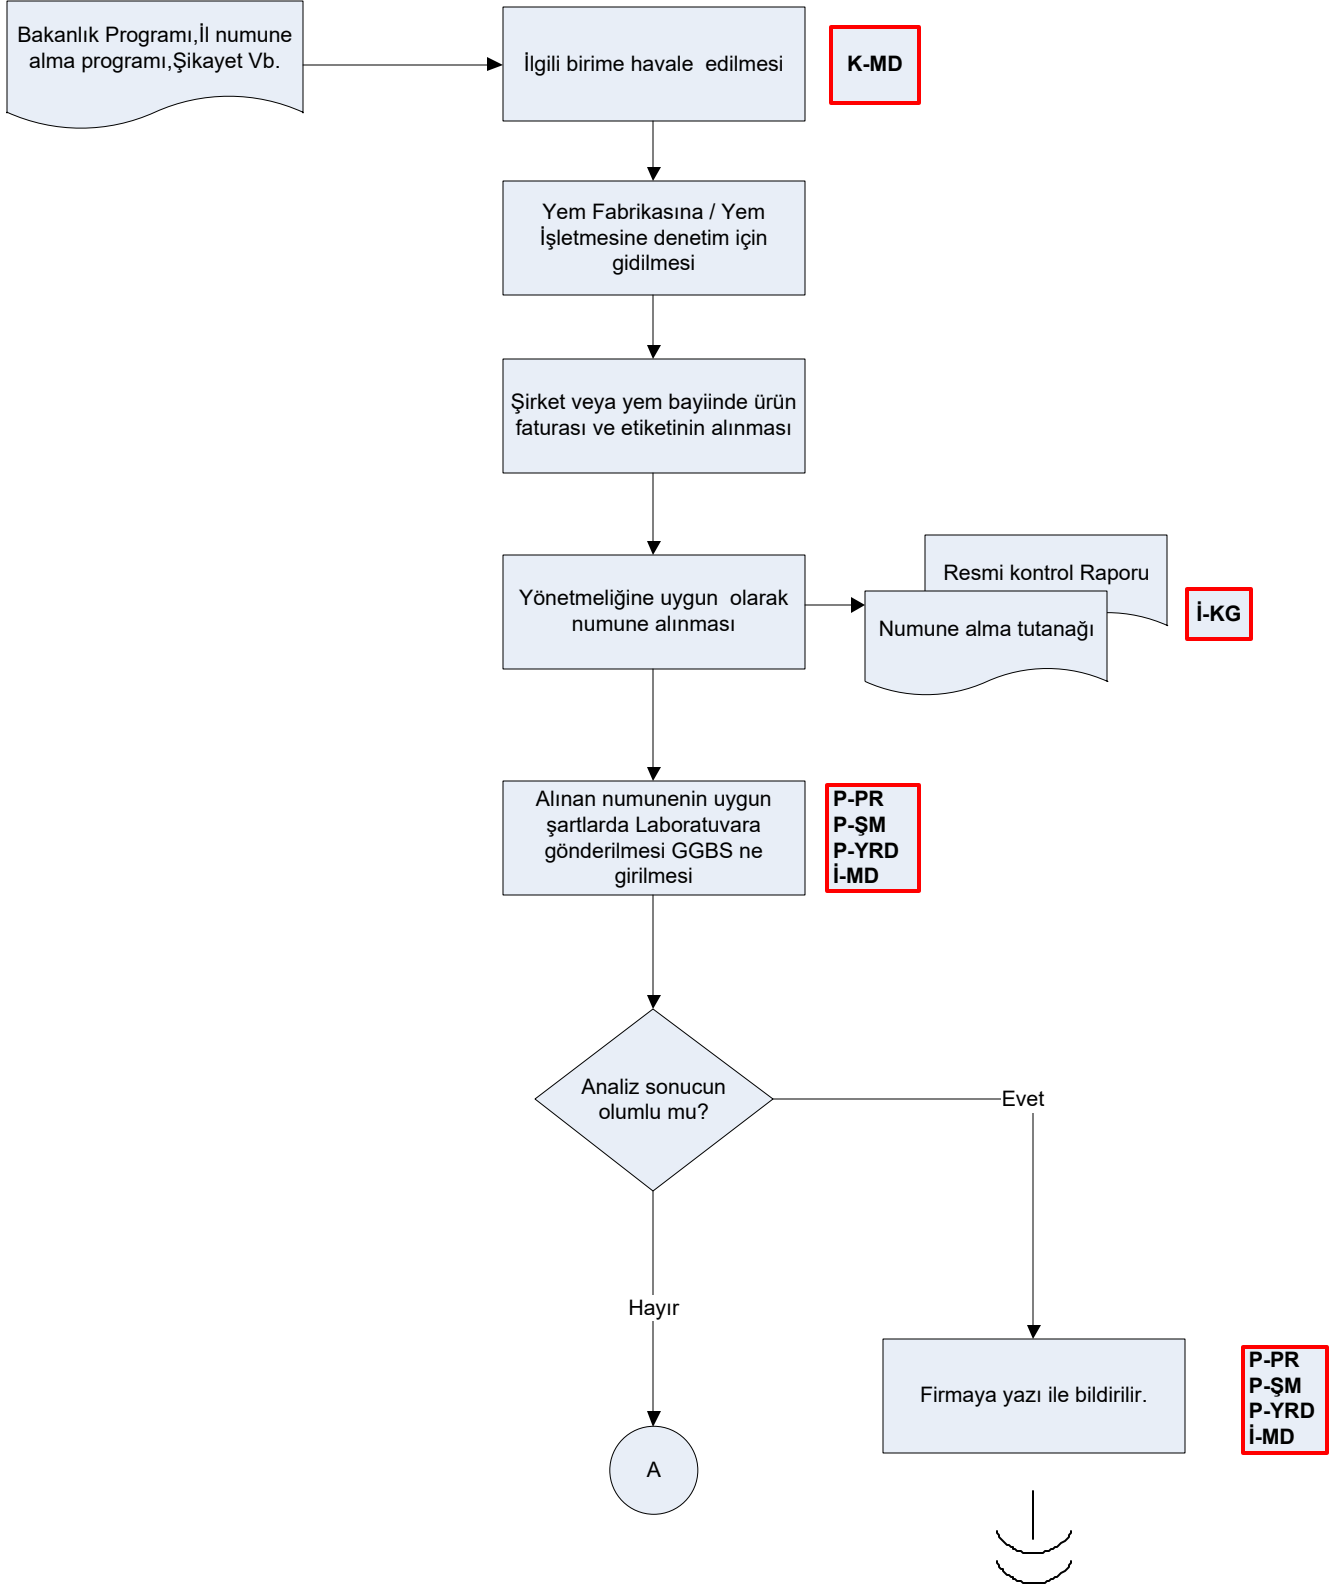 Bakanlık Programı,İl numune
alma programı,Şikayet Vb.
İlgili birime havale  edilmesi
K-MD
Yem Fabrikasına / Yem
İşletmesine denetim için
gidilmesi
Şirket veya yem bayiinde ürün
faturası ve etiketinin alınması
Yönetmeliğine uygun  olarak
numune alınması
Resmi kontrol Raporu
Numune alma tutanağı
İ-KG
Alınan numunenin uygun
şartlarda Laboratuvara
gönderilmesi GGBS ne
girilmesi
P-PR
P-ŞM
P-YRD
İ-MD
Analiz sonucun
olumlu mu?
Evet
Hayır
Firmaya yazı ile bildirilir.
P-PR
P-ŞM
P-YRD
İ-MD
A